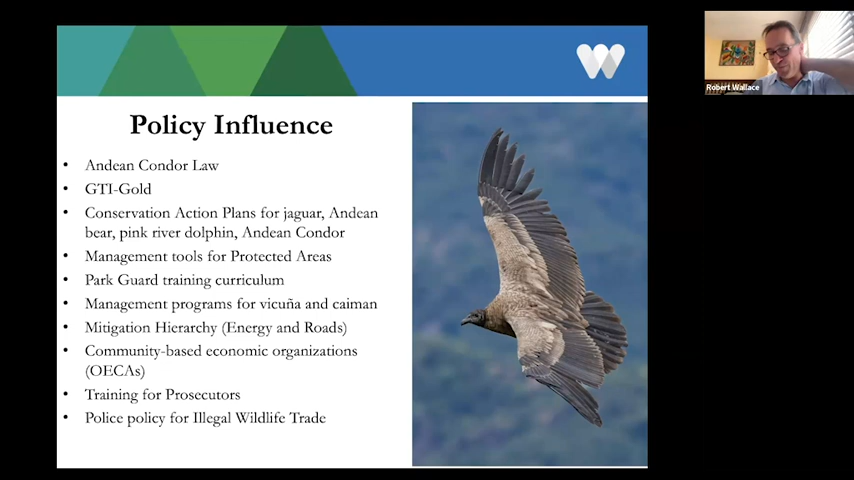 Policy Influence
• Andean Condor Law
• GTI-Gold
• Conservation Action Plans for jaguar, Andean
bear, pink river dolphin, Andean Condor
• Management tools for Protected Areas
• Park Guard training curriculum
• Management programs for vicuña and caiman
• Mitigation Hierarchy (Energy and Roads)
• Community-based economic organizations
(OECAs)
• Training for Prosecutors
• Police policy for Illegal Wildlife Trade
Robert Wallace